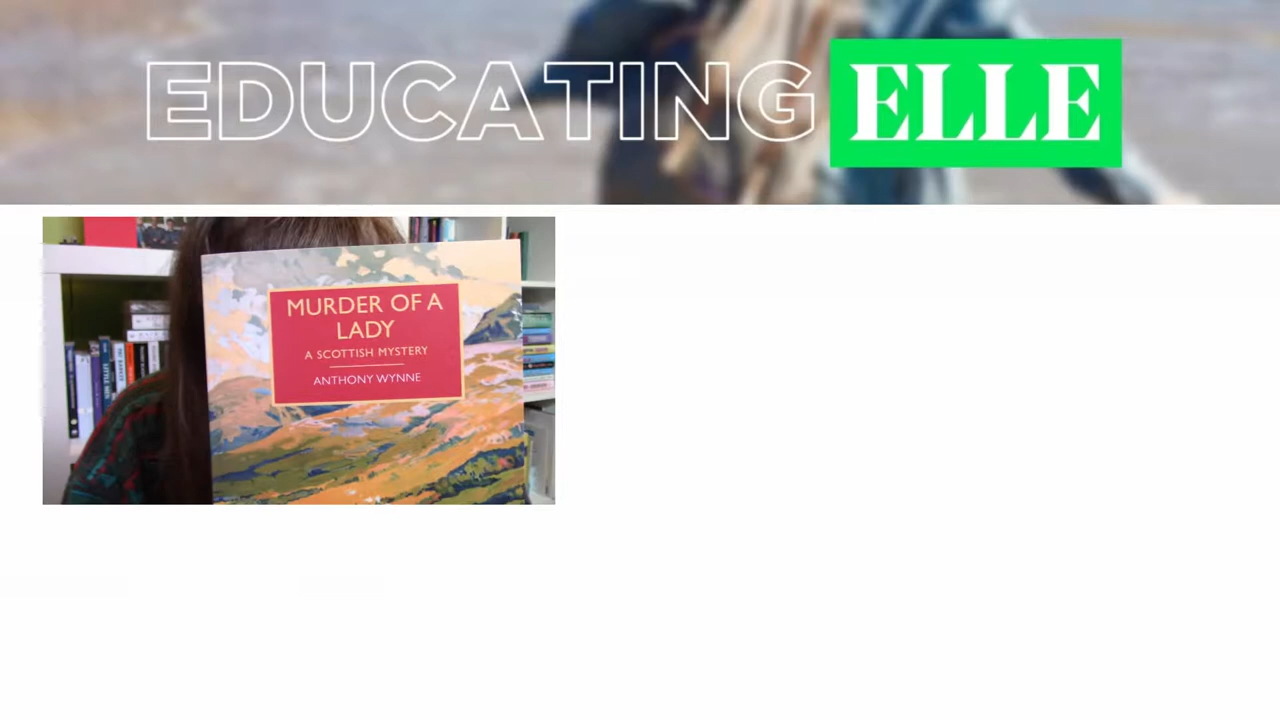 EDUCATING ELLE
MURDER OF A
LADY
A SCOTTISH MYSTERY
ANTHONY WYNNE